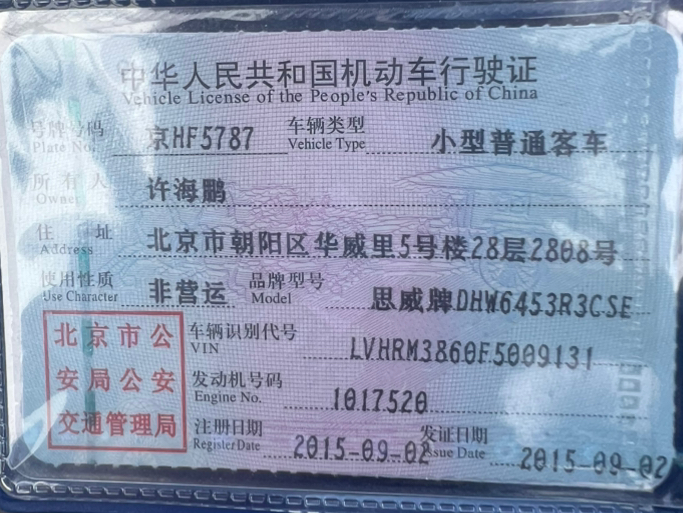 中华人民共和国机动车行驶证
Vehicle License of the People's Republic of China
号牌号码 京HF5787 车辆类型 小型普通客车
Plate No. Vehicle Type
所有人 许海鹏
Owner
住址 北京市朝阳区华威里5号楼28层2808号
Address
使用性质 非营运 品牌型号 思威牌DHW6453R3CSE
Use Character Model
北京市公 车辆识别代号 LVHRM3860F5009131
VIN
安局公安 发动机号码 1017520
Engine No.
交通管理局 注册日期 2015-09-02 发证日期 2015-09-02
Register Date Issue Date